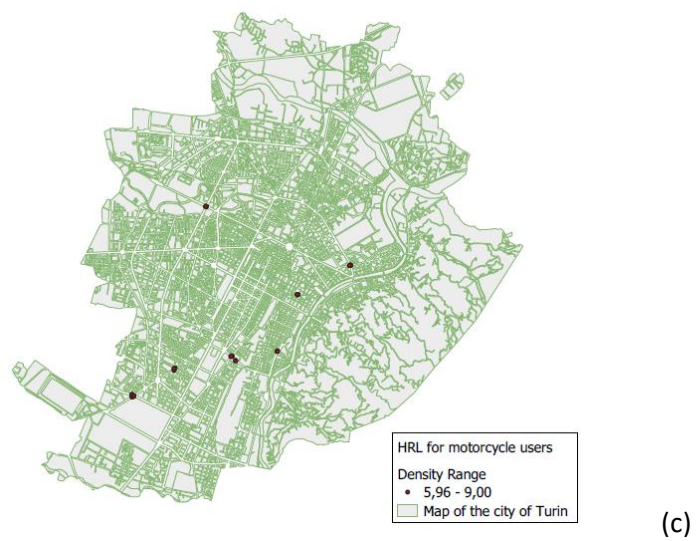 HRL for motorcycle users
Density Range
5,96 - 9,00
Map of the city of Turin
(c)